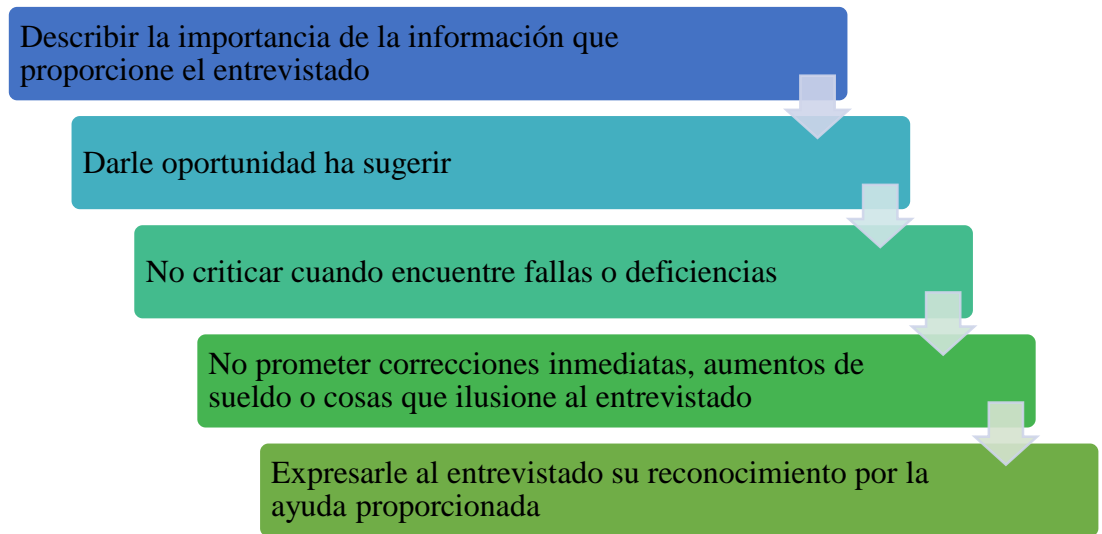 Describir la importancia de la información que
proporcione el entrevistado
Darle oportunidad ha sugerir
No criticar cuando encuentre fallas o deficiencias
No prometer correcciones inmediatas, aumentos de
sueldo o cosas que ilusione al entrevistado
Expresarle al entrevistado su reconocimiento por la
ayuda proporcionada